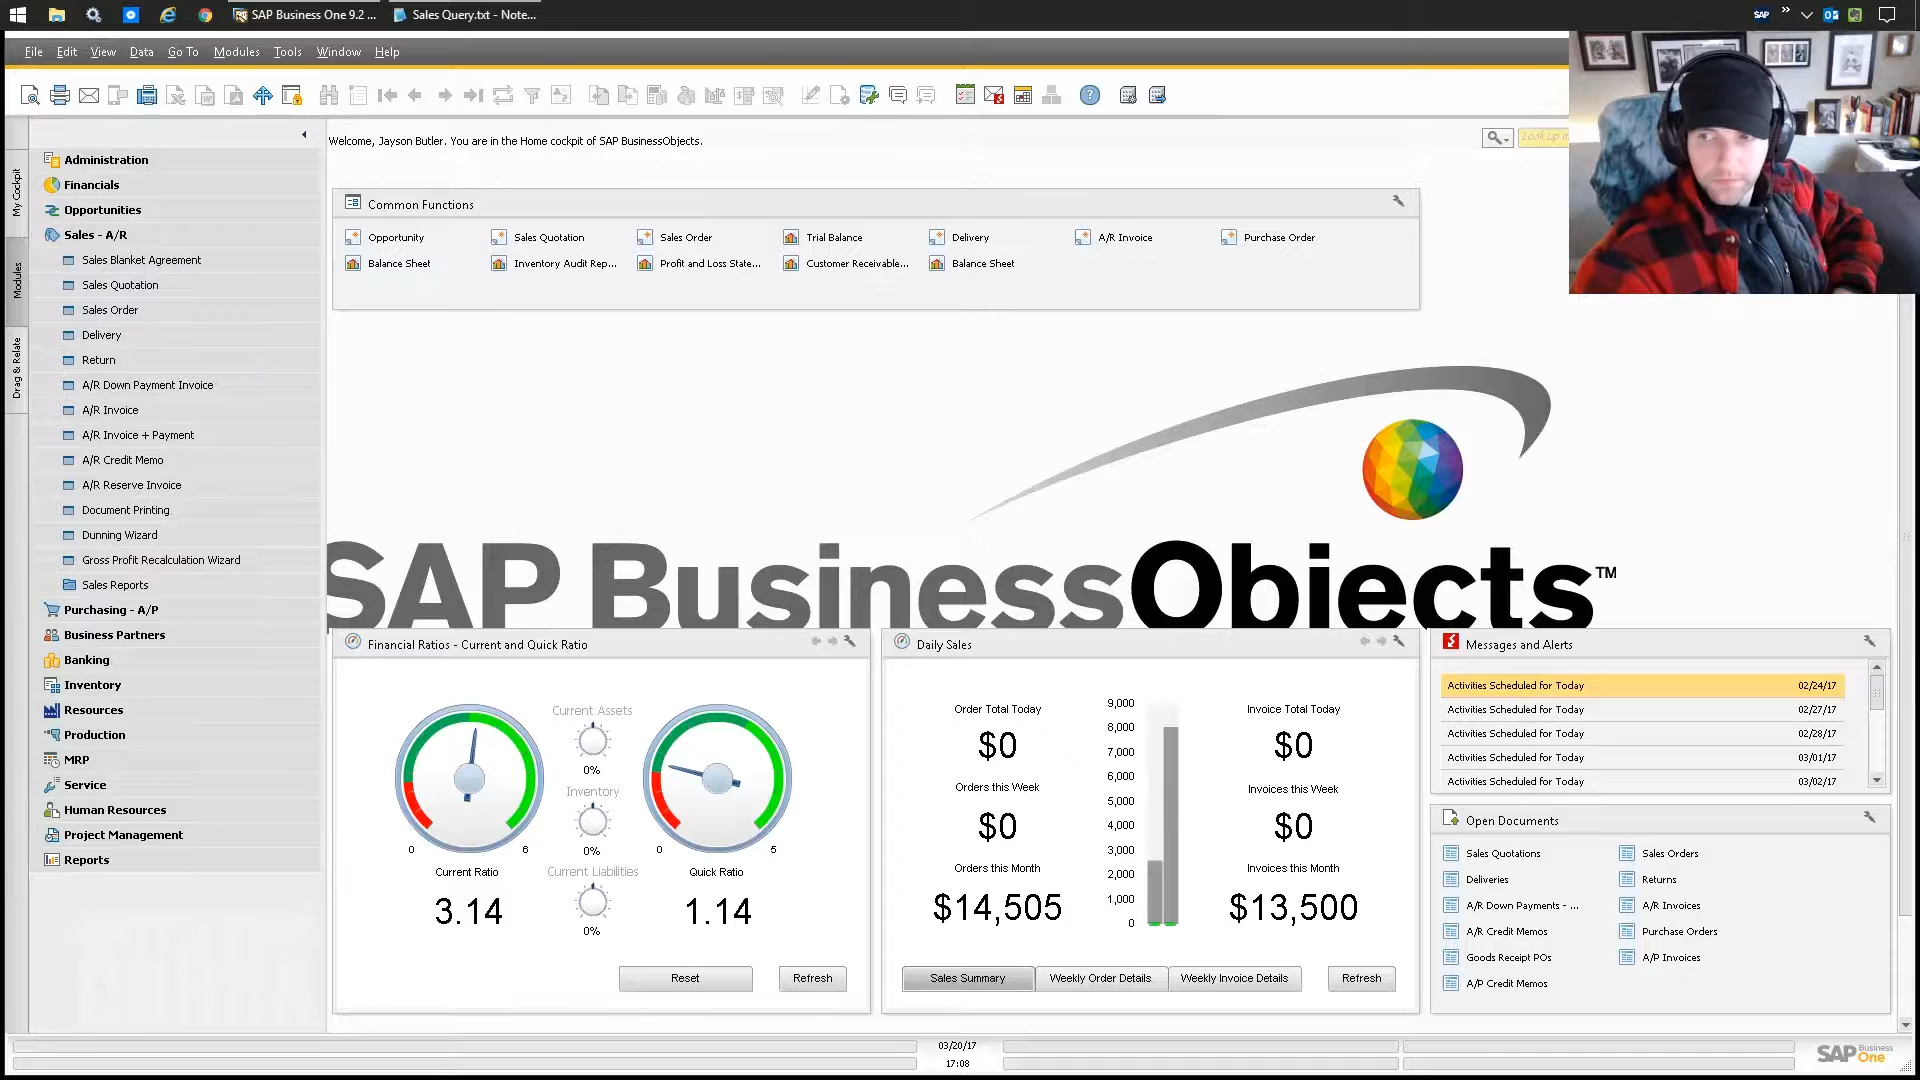 SAP Business One 9.2 ...
Sales Query.txt - Note...
SAP
File Edit View Data Go To Modules Tools Window Help
Welcome, Jayson Butler. You are in the Home cockpit of SAP BusinessObjects.
Look up m
My Cockpit
Modules
Drag & Relate
Administration
Financials
Opportunities
Sales - A/R
Sales Blanket Agreement
Sales Quotation
Sales Order
Delivery
Return
A/R Down Payment Invoice
A/R Invoice
A/R Invoice + Payment
A/R Credit Memo
A/R Reserve Invoice
Document Printing
Dunning Wizard
Gross Profit Recalculation Wizard
Sales Reports
Purchasing - A/P
Business Partners
Banking
Inventory
Resources
Production
MRP
Service
Human Resources
Project Management
Reports
Common Functions
Opportunity Sales Quotation Sales Order Trial Balance Delivery A/R Invoice Purchase Order
Balance Sheet Inventory Audit Rep... Profit and Loss State... Customer Receivable... Balance Sheet
SAP BusinessObjects™
Financial Ratios - Current and Quick Ratio
Current Assets
0%
Inventory
0%
Current Liabilities
0%
0 6
Current Ratio
3.14
0 5
Quick Ratio
1.14
Reset Refresh
Daily Sales
Order Total Today
$0
Orders this Week
$0
Orders this Month
$14,505
9,000
8,000
7,000
6,000
5,000
4,000
3,000
2,000
1,000
0
Invoice Total Today
$0
Invoices this Week
$0
Invoices this Month
$13,500
Sales Summary Weekly Order Details Weekly Invoice Details Refresh
Messages and Alerts
Activities Scheduled for Today 02/24/17
Activities Scheduled for Today 02/27/17
Activities Scheduled for Today 02/28/17
Activities Scheduled for Today 03/01/17
Activities Scheduled for Today 03/02/17
Open Documents
Sales Quotations Sales Orders
Deliveries Returns
A/R Down Payments - ... A/R Invoices
A/R Credit Memos Purchase Orders
Goods Receipt POs A/P Invoices
A/P Credit Memos
03/20/17
17:08
SAP Business One